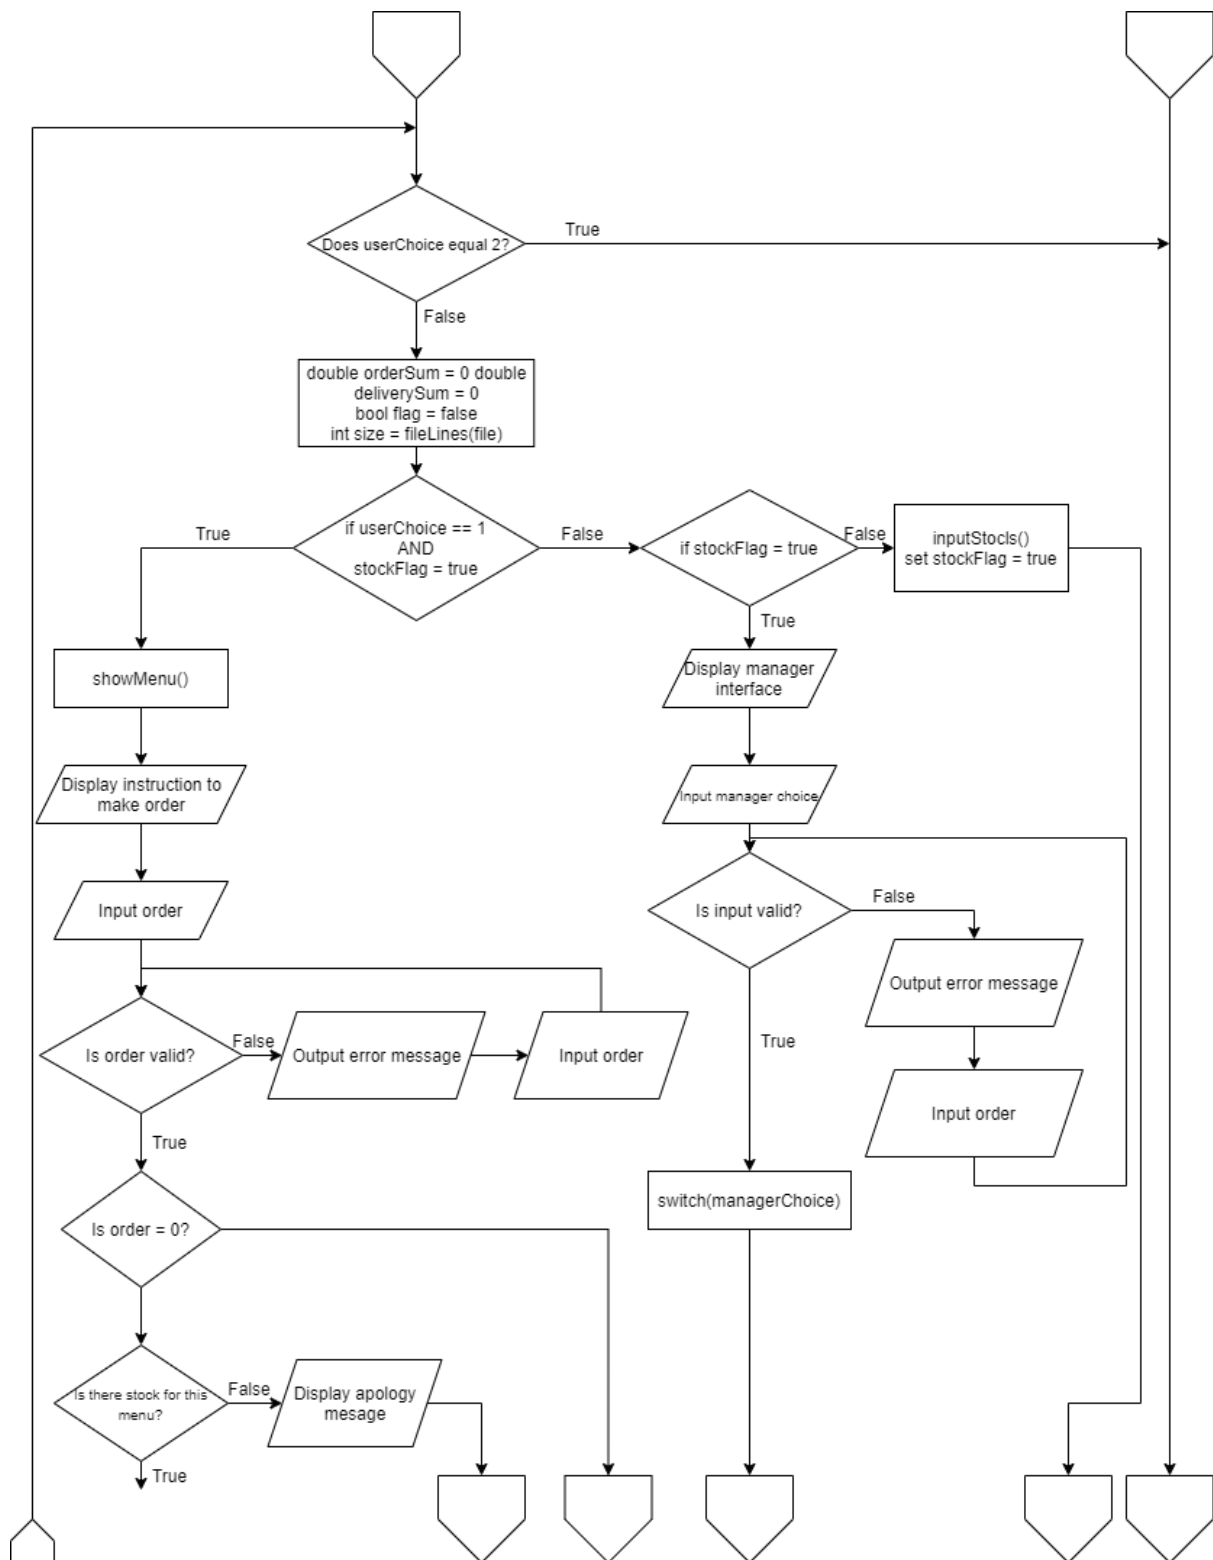 Does userChoice equal 2?
True
False
double orderSum = 0 double
deliverySum = 0
bool flag = false
int size = fileLines(file)
True
if userChoice == 1
AND
stockFlag = true
False
if stockFlag = true
False
inputStocls()
set stockFlag = true
True
showMenu()
Display manager
interface
Display instruction to
make order
Input manager choice
Input order
Is input valid?
False
Output error message
Is order valid?
False
Output error message
Input order
True
Input order
True
switch(managerChoice)
Is order = 0?
Is there stock for this
menu?
False
Display apology
mesage
True